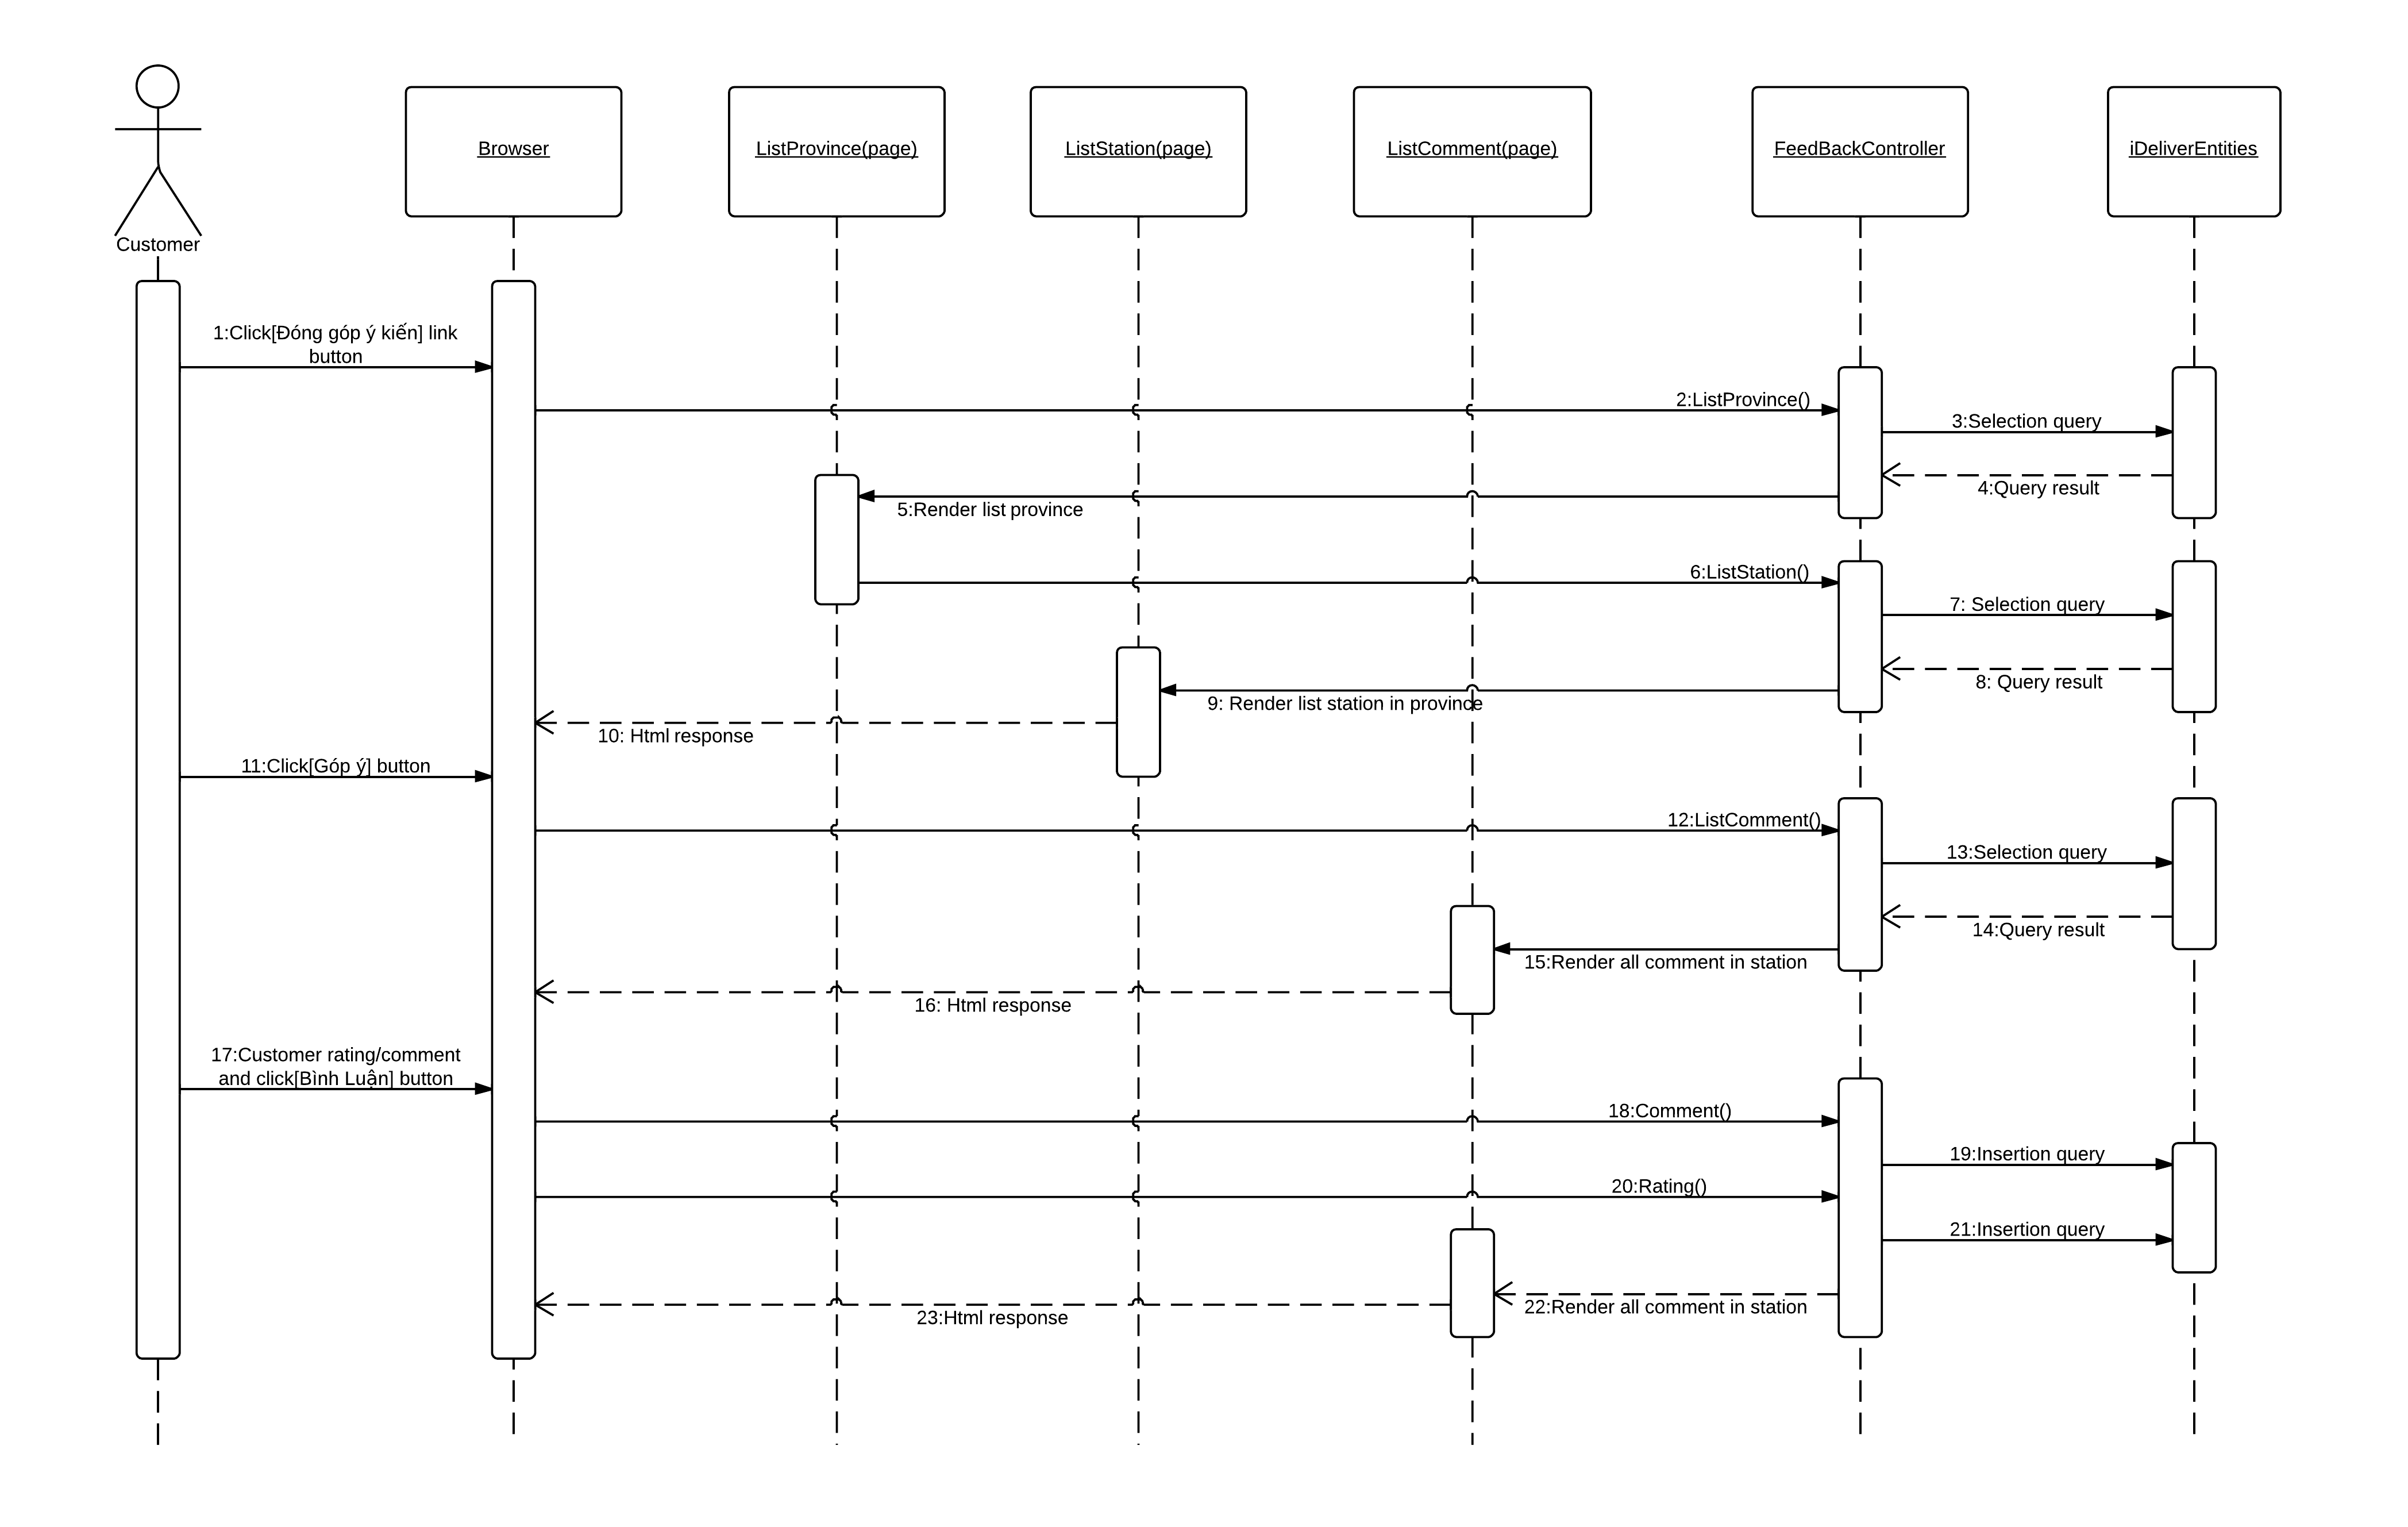 Customer
Browser
ListProvince(page)
ListStation(page)
ListComment(page)
FeedBackController
iDeliverEntities
1:Click[Đóng góp ý kiến] link
button
2:ListProvince()
3:Selection query
4:Query result
5:Render list province
6:ListStation()
7: Selection query
8: Query result
9: Render list station in province
10: Html response
11:Click[Góp ý] button
12:ListComment()
13:Selection query
14:Query result
15:Render all comment in station
16: Html response
17:Customer rating/comment
and click[Bình Luận] button
18:Comment()
19:Insertion query
20:Rating()
21:Insertion query
22:Render all comment in station
23:Html response